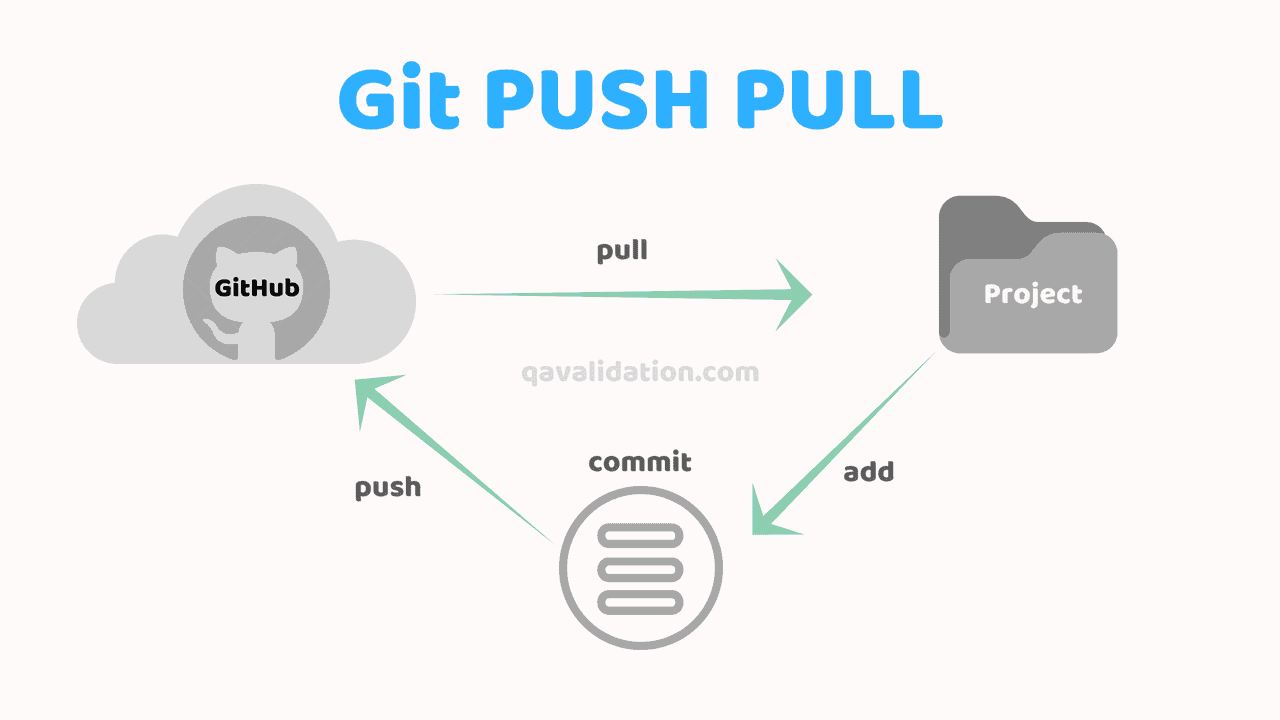 Git PUSH PULL
pull
GitHub
Project
qavalidation.com
commit
add
push